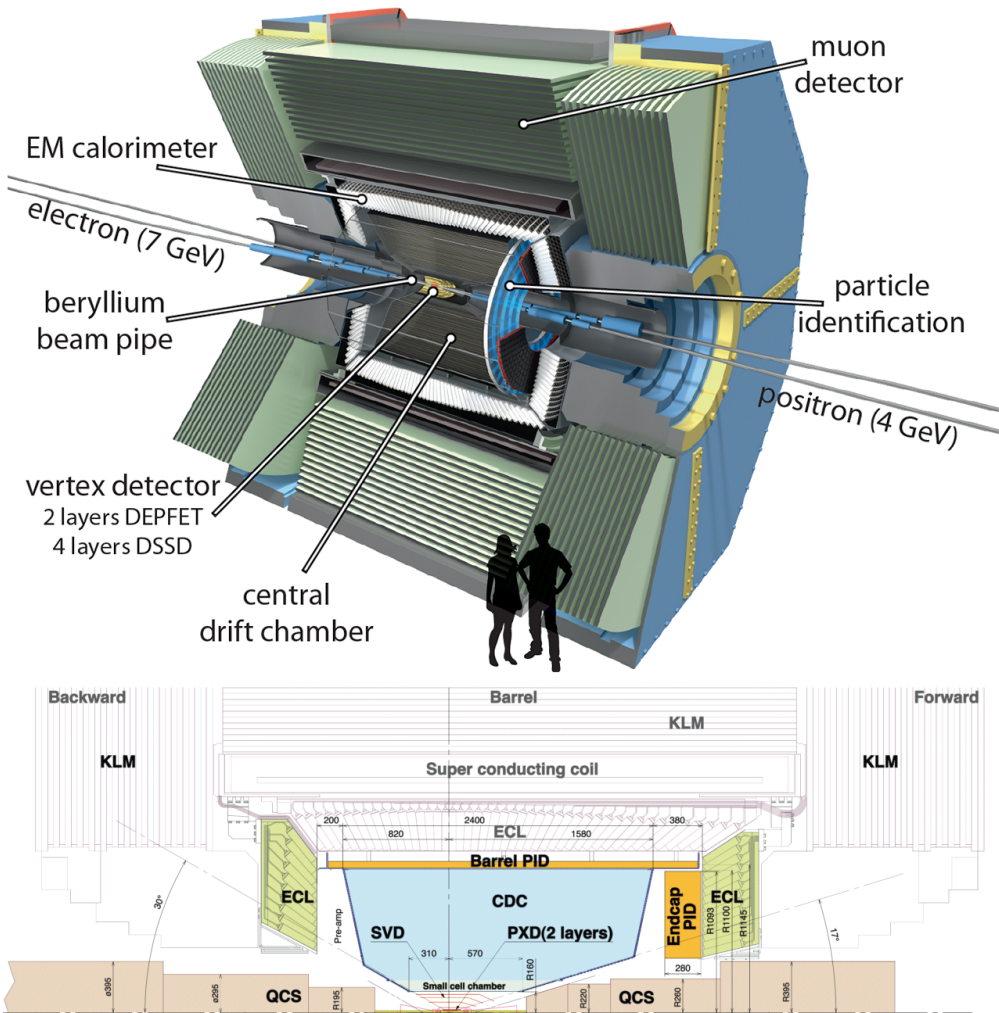 muon
detector
EM calorimeter
electron (7 GeV)
beryllium
beam pipe
particle
identification
positron (4 GeV)
vertex detector
2 layers DEPFET
4 layers DSSD
central
drift chamber
Backward
Barrel
Forward
KLM
KLM
KLM
Super conducting coil
200
2400
380
820
ECL
1580
Barrel PID
ECL
CDC
ECL
Endcap
PID
R1093
R1100
R1145
30°
Pre-amp
SVD
PXD(2 layers)
17°
310
570
R160
280
Small cell chamber
ø395
ø295
QCS
R195
R220
QCS
R260
R395